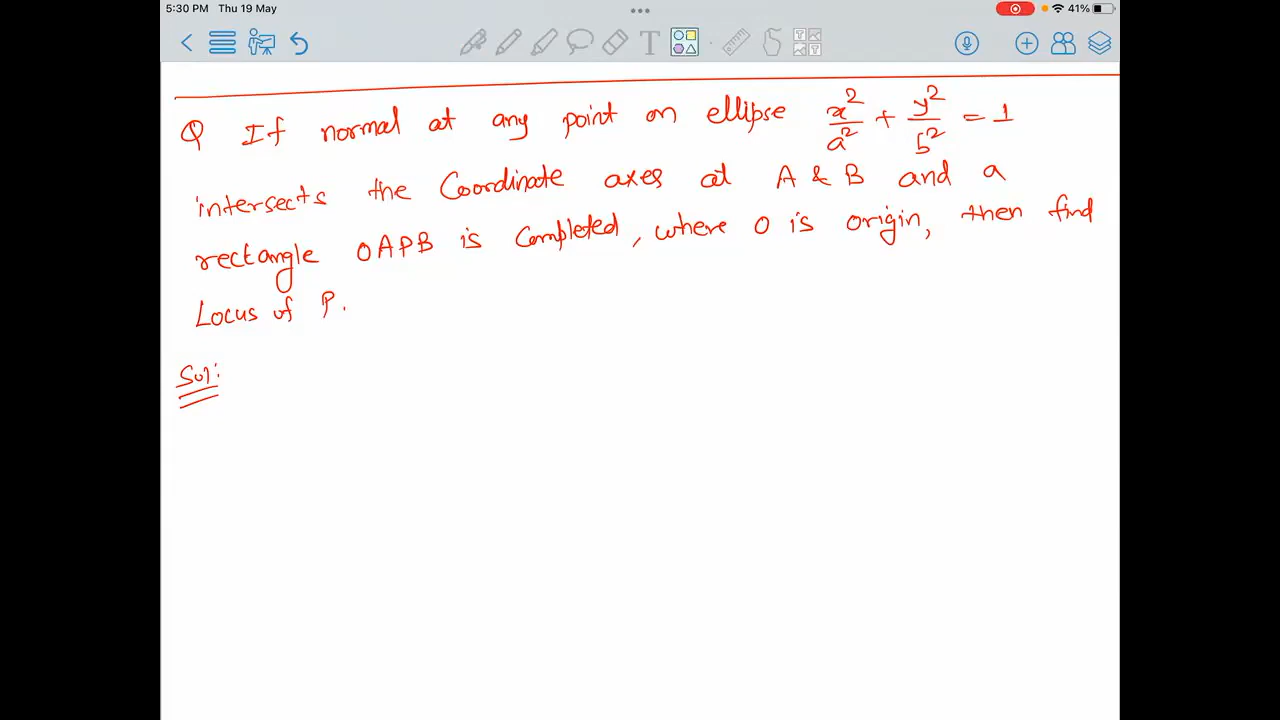 5:30 PM Thu 19 May
41%
Q If normal at any point on ellipse x²/a² + y²/b² = 1
intersects the Coordinate axes at A & B and a
rectangle OAPB is Completed, where O is origin, then find
Locus of P.
Sol: